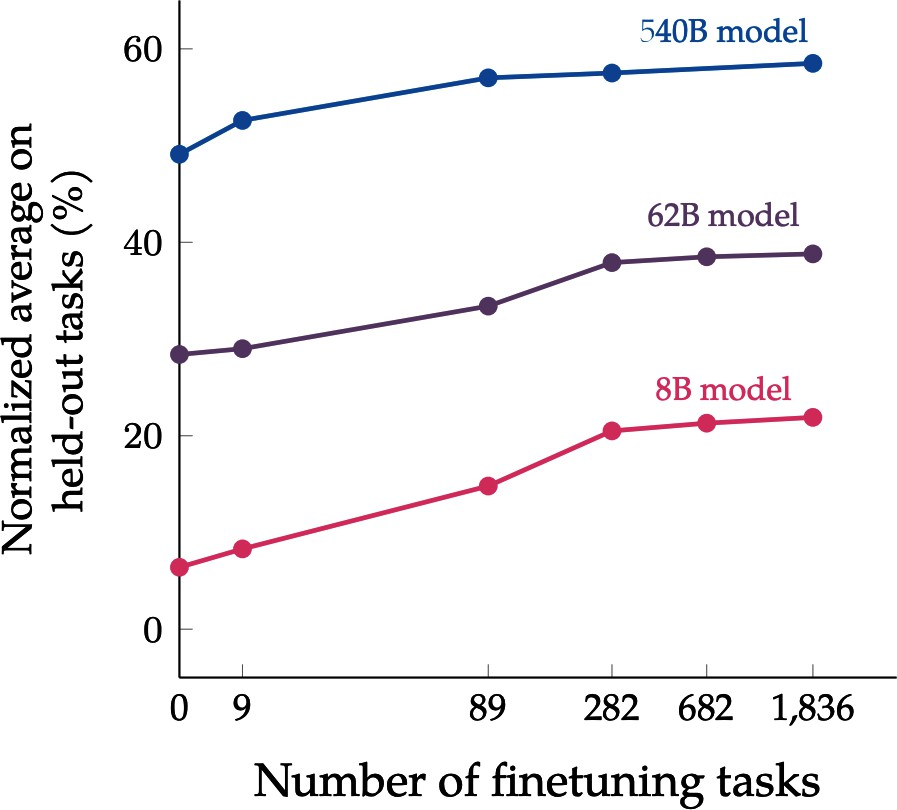 Normalized average on
held-out tasks (%)
60
40
20
0
540B model
62B model
8B model
0 9 89 282 682 1,836
Number of finetuning tasks